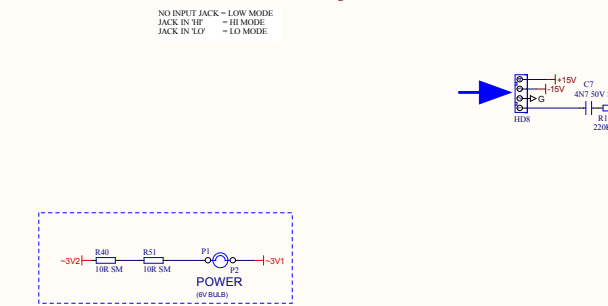 NO INPUT JACK = LOW MODE
JACK IN 'HI' = HI MODE
JACK IN 'LO' = LO MODE
+15V
-15V
G
HD8
C7
4N7 50V
R1
220R
~3V2
R40
10R SM
R51
10R SM
P1
P2
~3V1
POWER
(6V BULB)